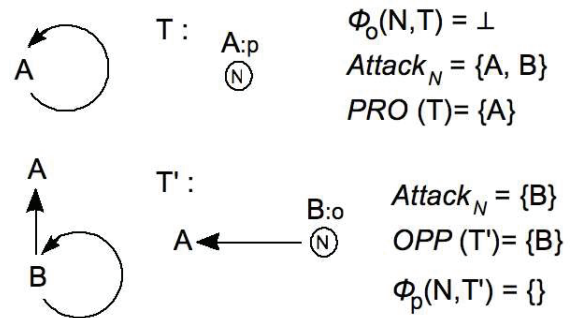 A
T :
A:p
N
Φo(N,T) = ⊥
AttackN = {A, B}
PRO (T)= {A}
A
B
T' :
A
B:o
N
AttackN = {B}
OPP (T')= {B}
Φp(N,T') = {}